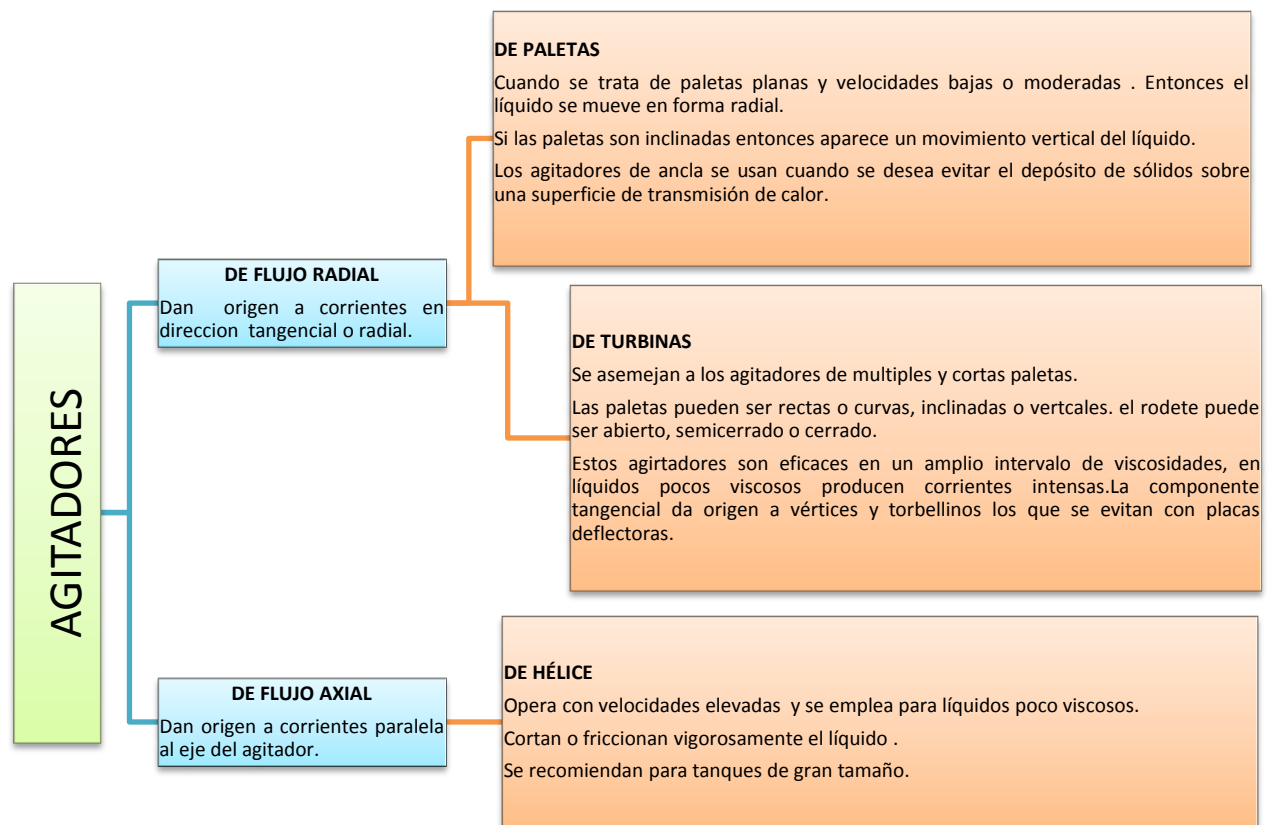 AGITADORES
DE FLUJO RADIAL
Dan origen a corrientes en
direccion tangencial o radial.
DE PALETAS
Cuando se trata de paletas planas y velocidades bajas o moderadas . Entonces el
líquido se mueve en forma radial.
Si las paletas son inclinadas entonces aparece un movimiento vertical del líquido.
Los agitadores de ancla se usan cuando se desea evitar el depósito de sólidos sobre
una superficie de transmisión de calor.
DE TURBINAS
Se asemejan a los agitadores de multiples y cortas paletas.
Las paletas pueden ser rectas o curvas, inclinadas o vertcales. el rodete puede
ser abierto, semicerrado o cerrado.
Estos agirtadores son eficaces en un amplio intervalo de viscosidades, en
líquidos pocos viscosos producen corrientes intensas.La componente
tangencial da origen a vértices y torbellinos los que se evitan con placas
deflectoras.
DE FLUJO AXIAL
Dan origen a corrientes paralela
al eje del agitador.
DE HÉLICE
Opera con velocidades elevadas y se emplea para líquidos poco viscosos.
Cortan o friccionan vigorosamente el líquido .
Se recomiendan para tanques de gran tamaño.